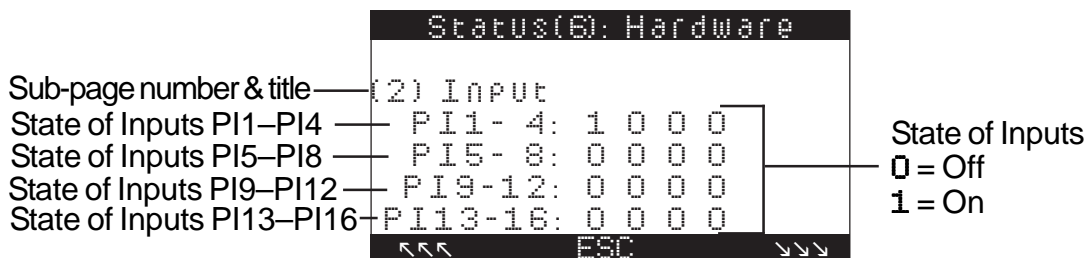 Status(6): Hardware
Sub-page number & title
(2) Input
State of Inputs PI1–PI4
PI1- 4: 1 0 0 0
State of Inputs PI5–PI8
PI5- 8: 0 0 0 0
State of Inputs PI9–PI12
PI9-12: 0 0 0 0
State of Inputs PI13–PI16
PI13-16: 0 0 0 0
State of Inputs
0 = Off
1 = On
↖↖↖ ESC ↘↘↘